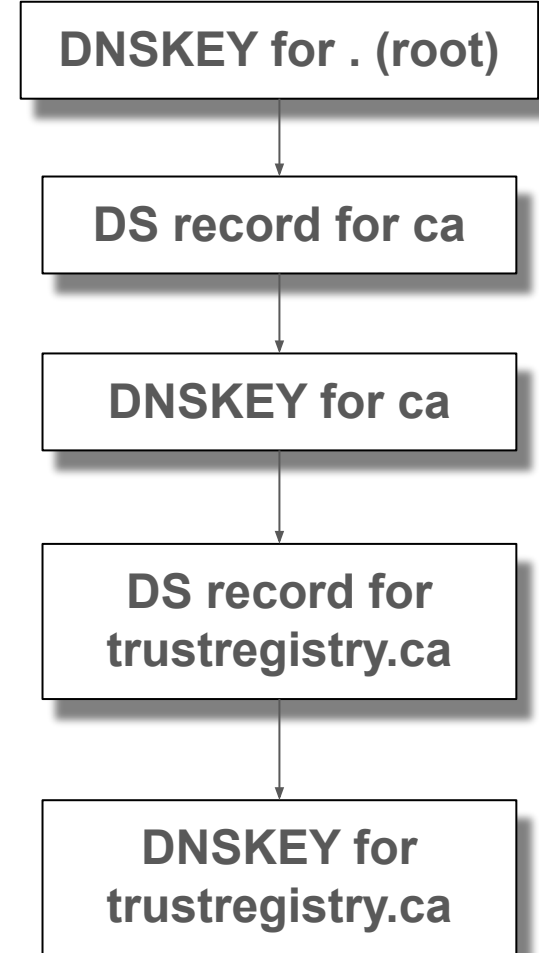 DNSKEY for . (root)
DS record for ca
DNSKEY for ca
DS record for
trustregistry.ca
DNSKEY for
trustregistry.ca